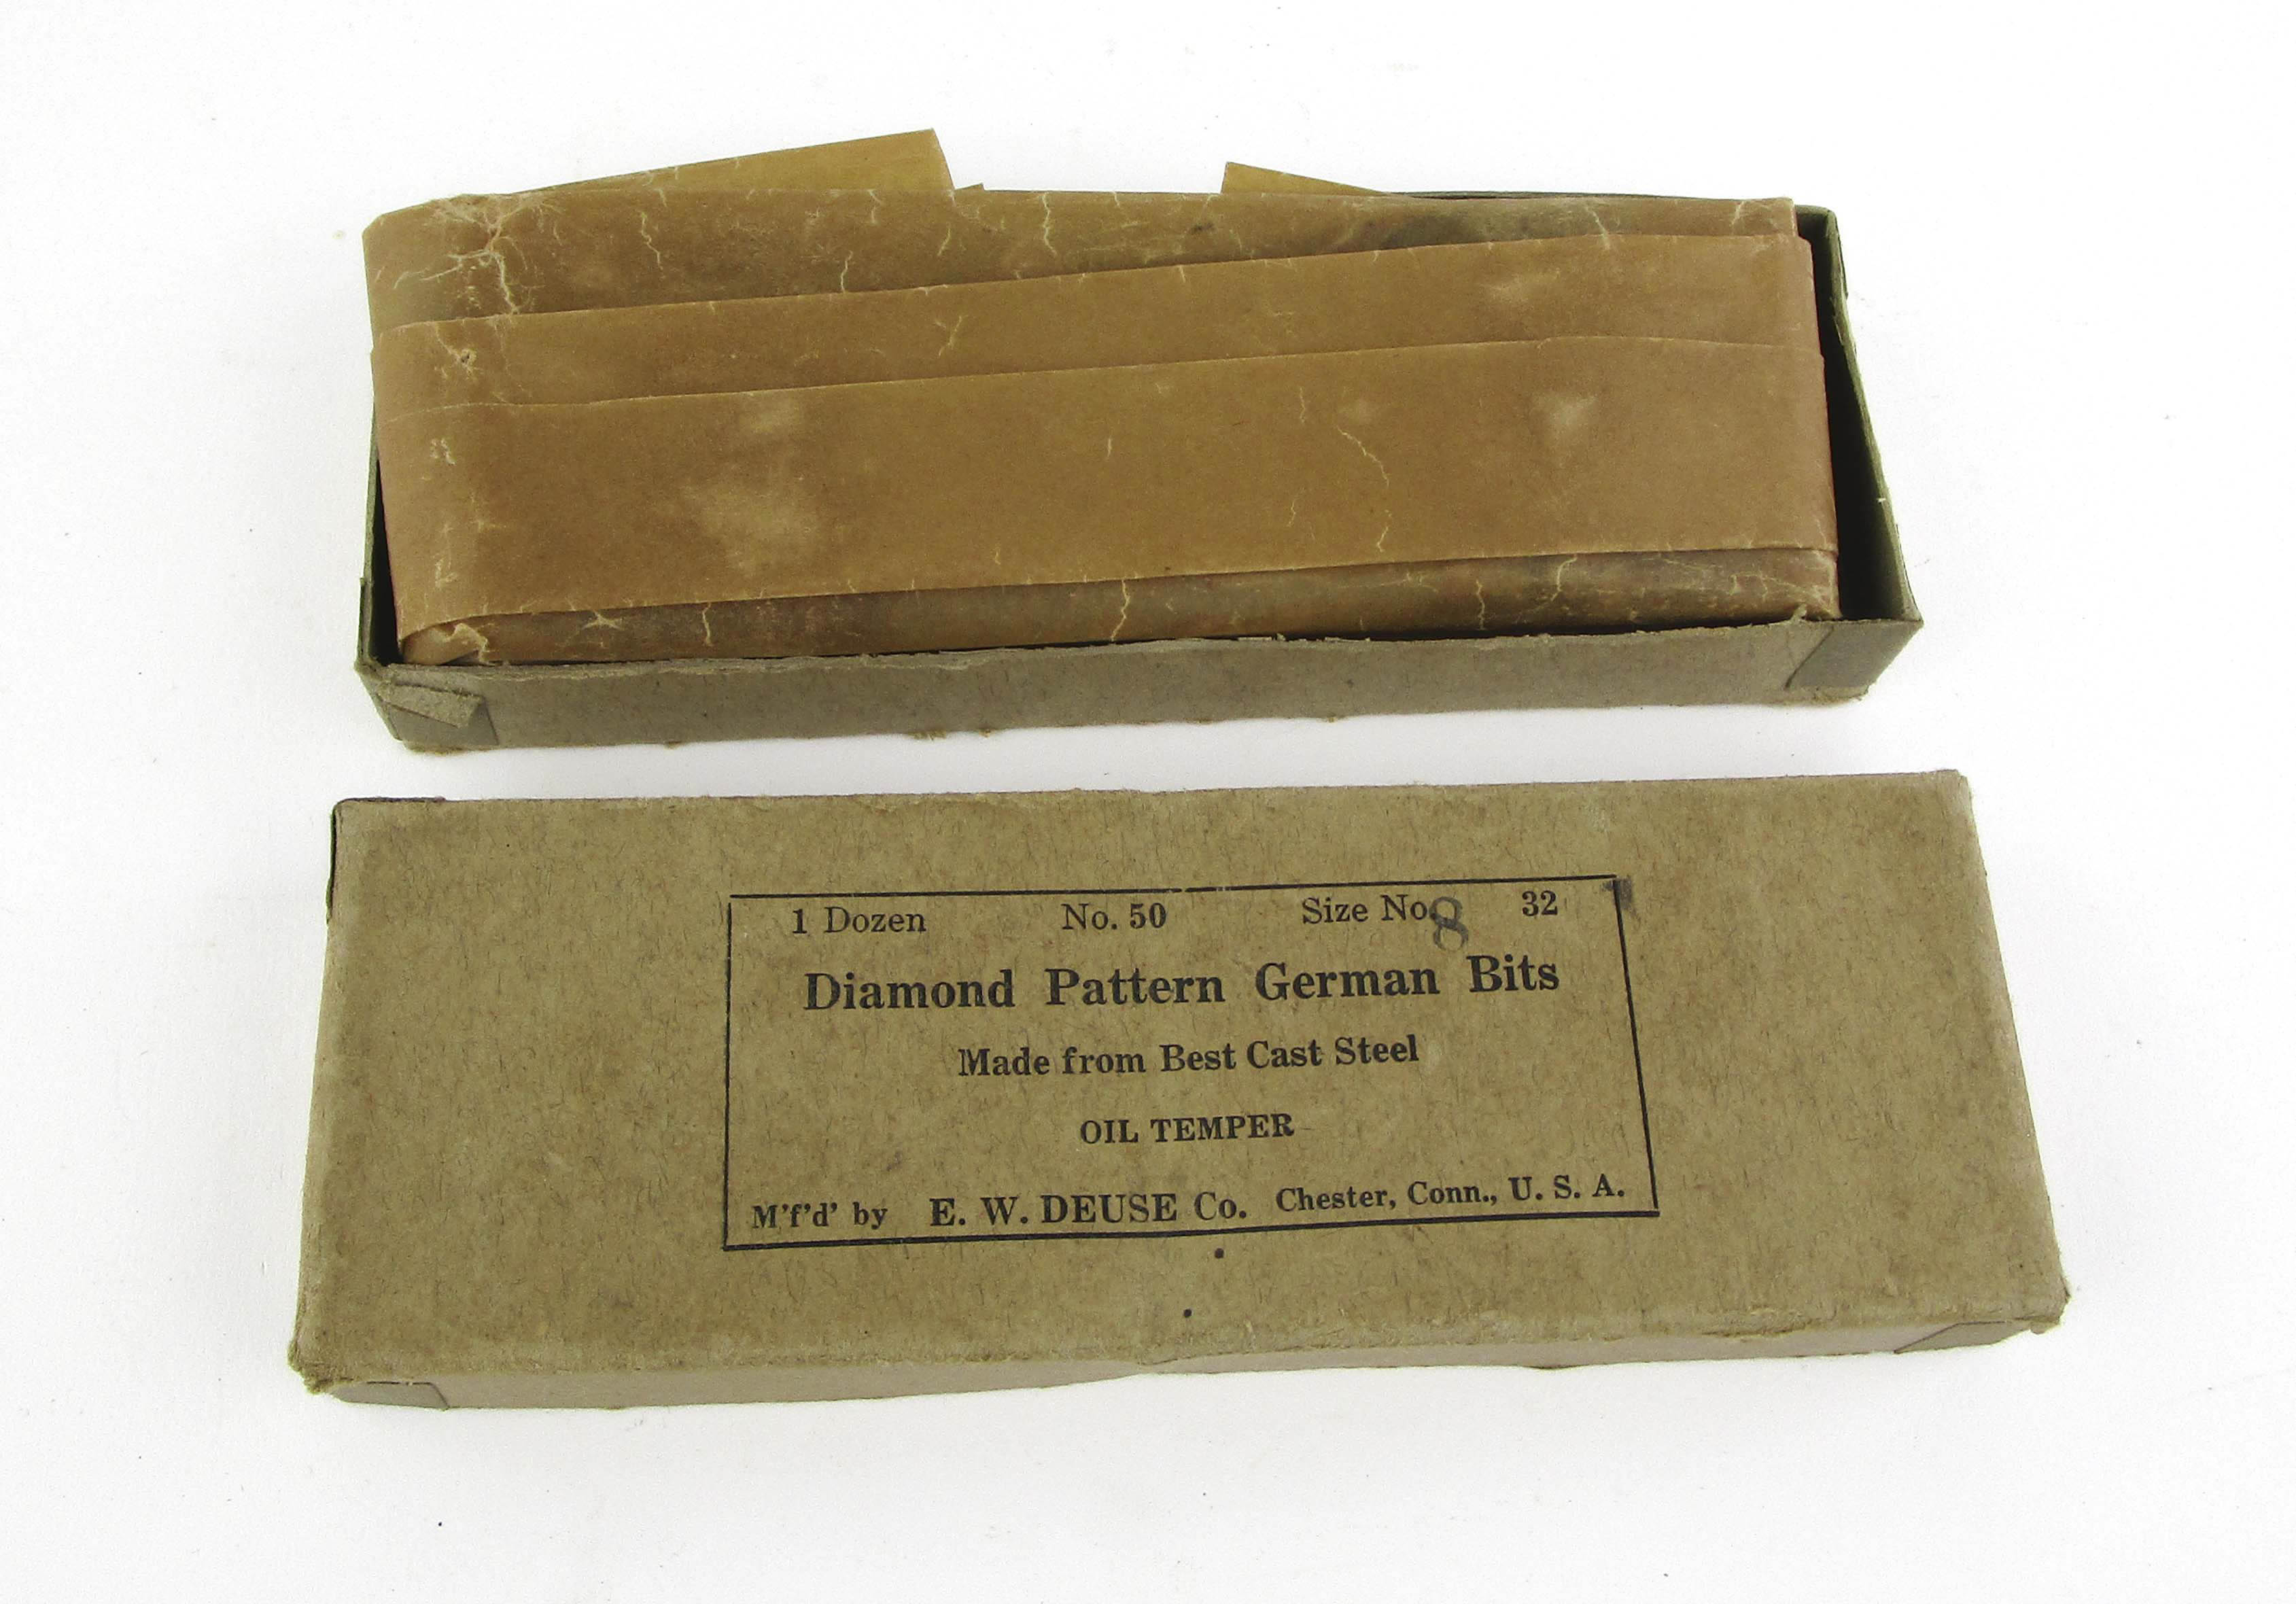 1 Dozen No. 50 Size No. 8 32
Diamond Pattern German Bits
Made from Best Cast Steel
OIL TEMPER
M'f'd' by E. W. DEUSE Co. Chester, Conn., U. S. A.